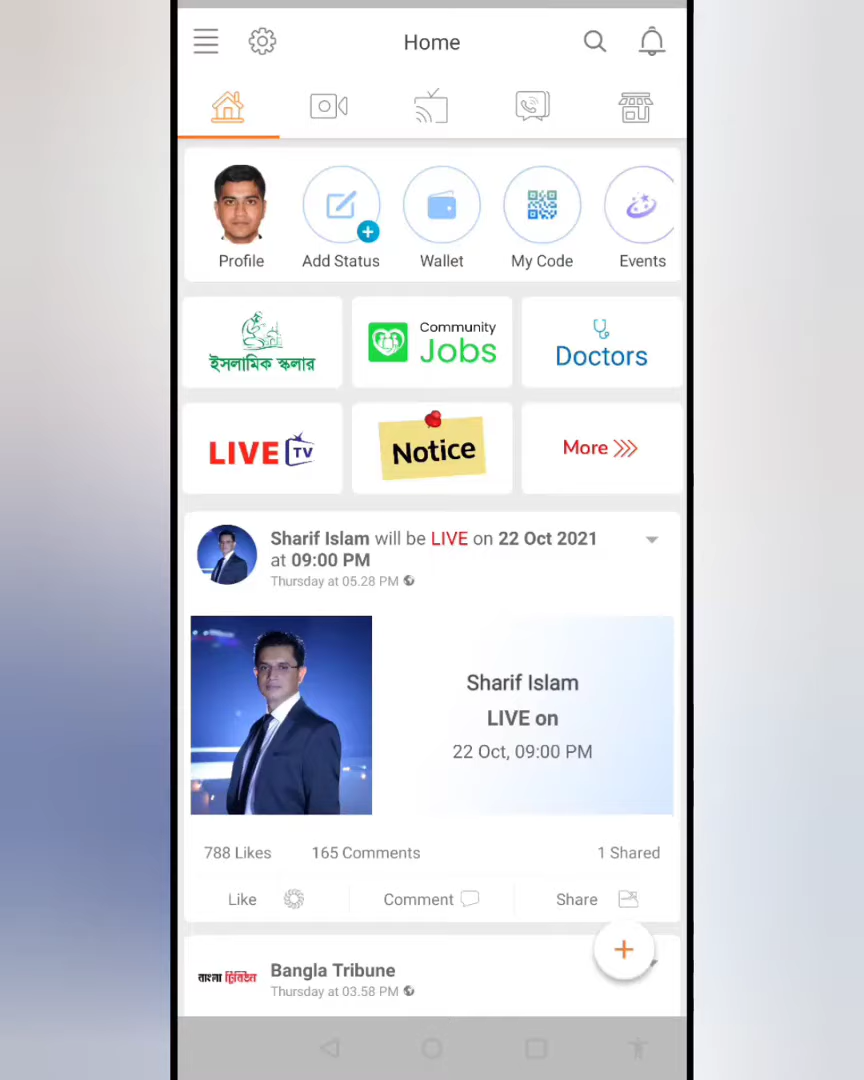 Home
Profile
Add Status
Wallet
My Code
Events
ইসলামিক স্কলার
Community
Jobs
Doctors
LIVE TV
Notice
More
Sharif Islam will be LIVE on 22 Oct 2021
at 09:00 PM
Thursday at 05.28 PM
Sharif Islam
LIVE on
22 Oct, 09:00 PM
788 Likes
165 Comments
1 Shared
Like
Comment
Share
বাংলা ট্রিবিউন
Bangla Tribune
Thursday at 03.58 PM